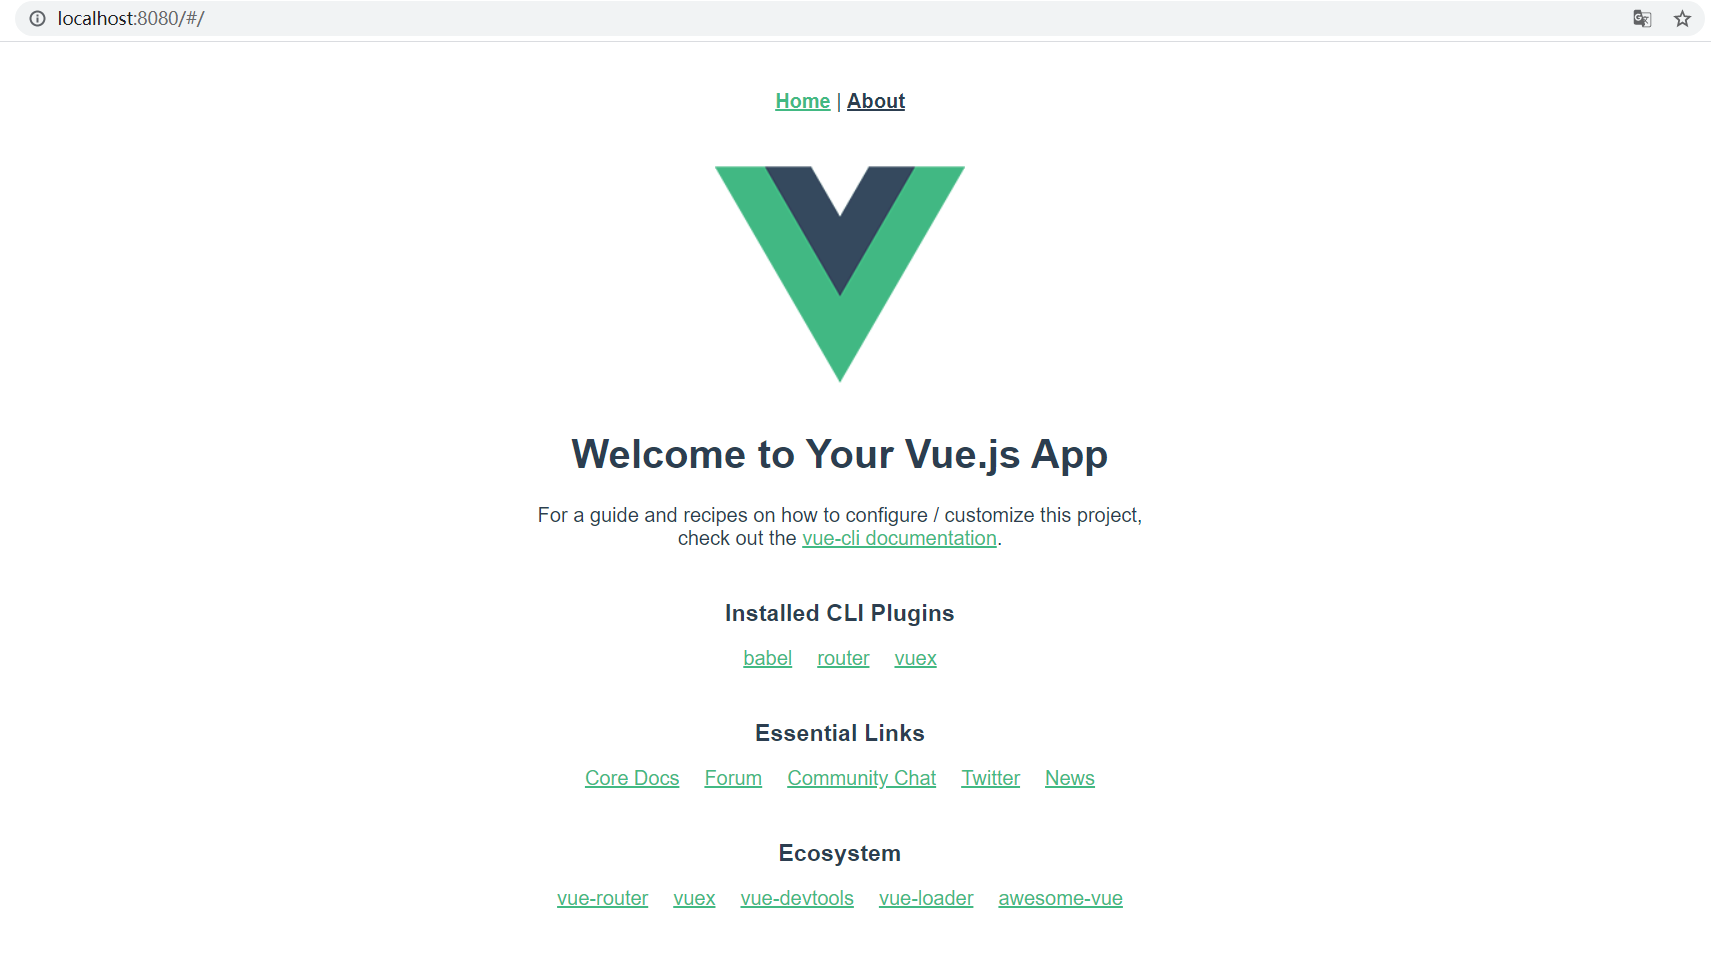 localhost:8080/#/
Home | About
Welcome to Your Vue.js App
For a guide and recipes on how to configure / customize this project,
check out the vue-cli documentation.
Installed CLI Plugins
babel router vuex
Essential Links
Core Docs Forum Community Chat Twitter News
Ecosystem
vue-router vuex vue-devtools vue-loader awesome-vue